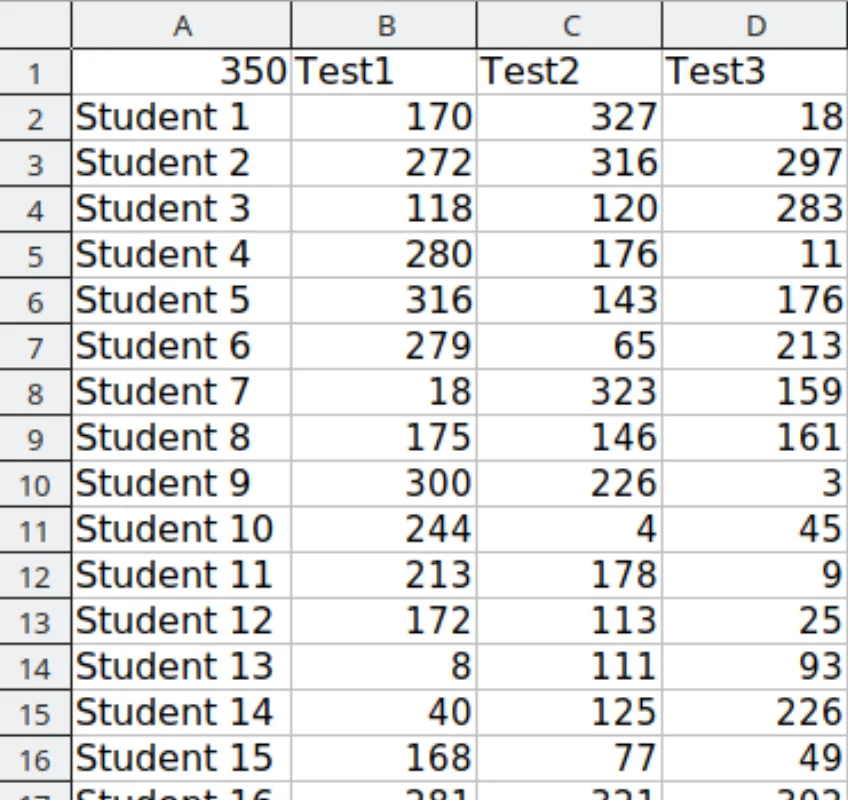 A B C D
1 350 Test1 Test2 Test3
2 Student 1 170 327 18
3 Student 2 272 316 297
4 Student 3 118 120 283
5 Student 4 280 176 11
6 Student 5 316 143 176
7 Student 6 279 65 213
8 Student 7 18 323 159
9 Student 8 175 146 161
10 Student 9 300 226 3
11 Student 10 244 4 45
12 Student 11 213 178 9
13 Student 12 172 113 25
14 Student 13 8 111 93
15 Student 14 40 125 226
16 Student 15 168 77 49
17 Student 16 281 321